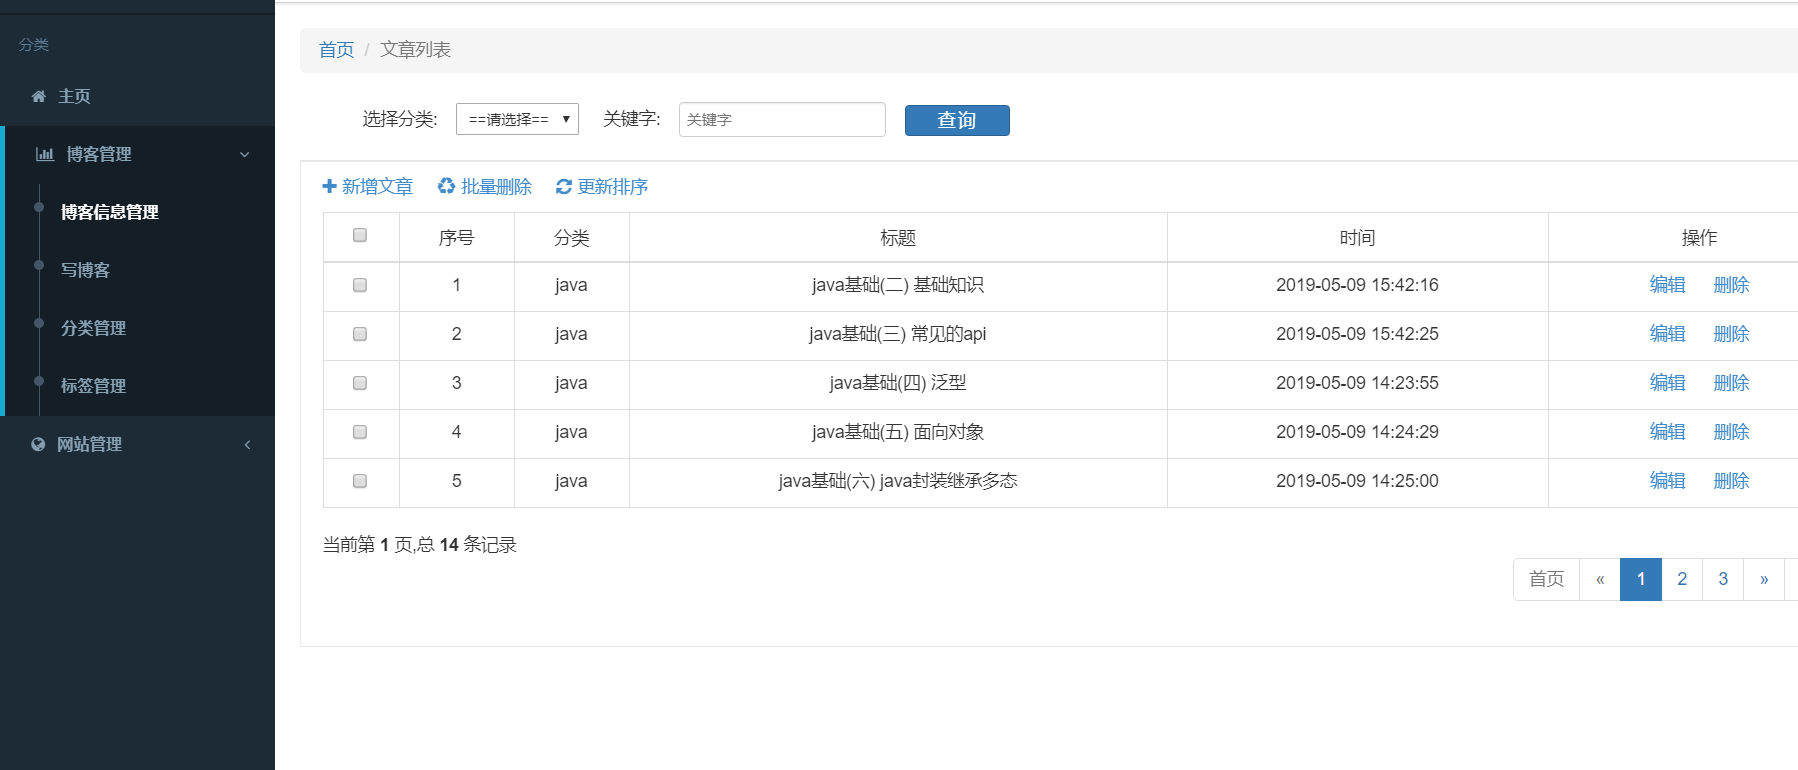 分类
主页
博客管理
博客信息管理
写博客
分类管理
标签管理
网站管理
首页 / 文章列表
选择分类: ==请选择== 关键字: 关键字 查询
新增文章 批量删除 更新排序
序号 分类 标题 时间 操作
1 java java基础(二) 基础知识 2019-05-09 15:42:16 编辑 删除
2 java java基础(三) 常见的api 2019-05-09 15:42:25 编辑 删除
3 java java基础(四) 泛型 2019-05-09 14:23:55 编辑 删除
4 java java基础(五) 面向对象 2019-05-09 14:24:29 编辑 删除
5 java java基础(六) java封装继承多态 2019-05-09 14:25:00 编辑 删除
当前第 1 页,总 14 条记录
首页 « 1 2 3 »